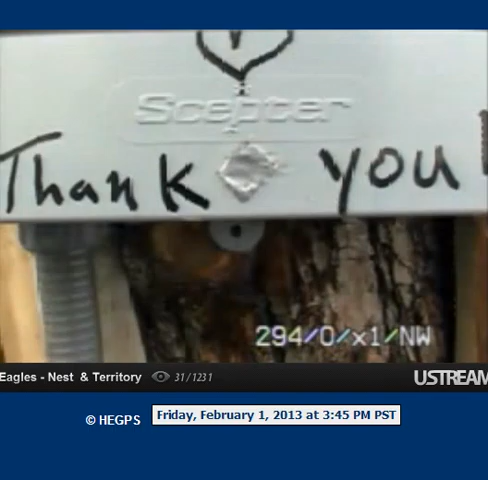 Scepter
Thank you!
294/0/x1/NW
Eagles - Nest & Territory 31/1231 USTREAM
© HEGPS Friday, February 1, 2013 at 3:45 PM PST